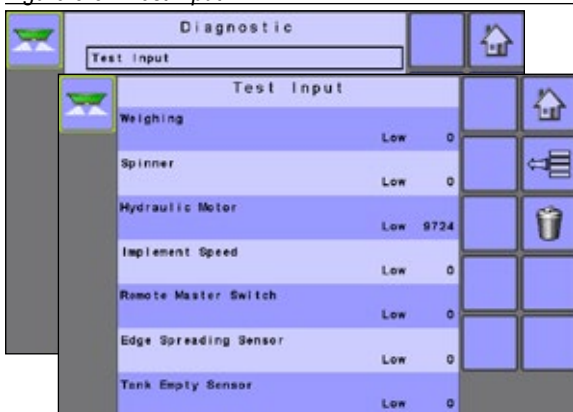 Diagnostic
Test Input
Test Input
Weighing
Low 0
Spinner
Low 0
Hydraulic Motor
Low 9724
Implement Speed
Low 0
Remote Master Switch
Low 0
Edge Spreading Sensor
Low 0
Tank Empty Sensor
Low 0